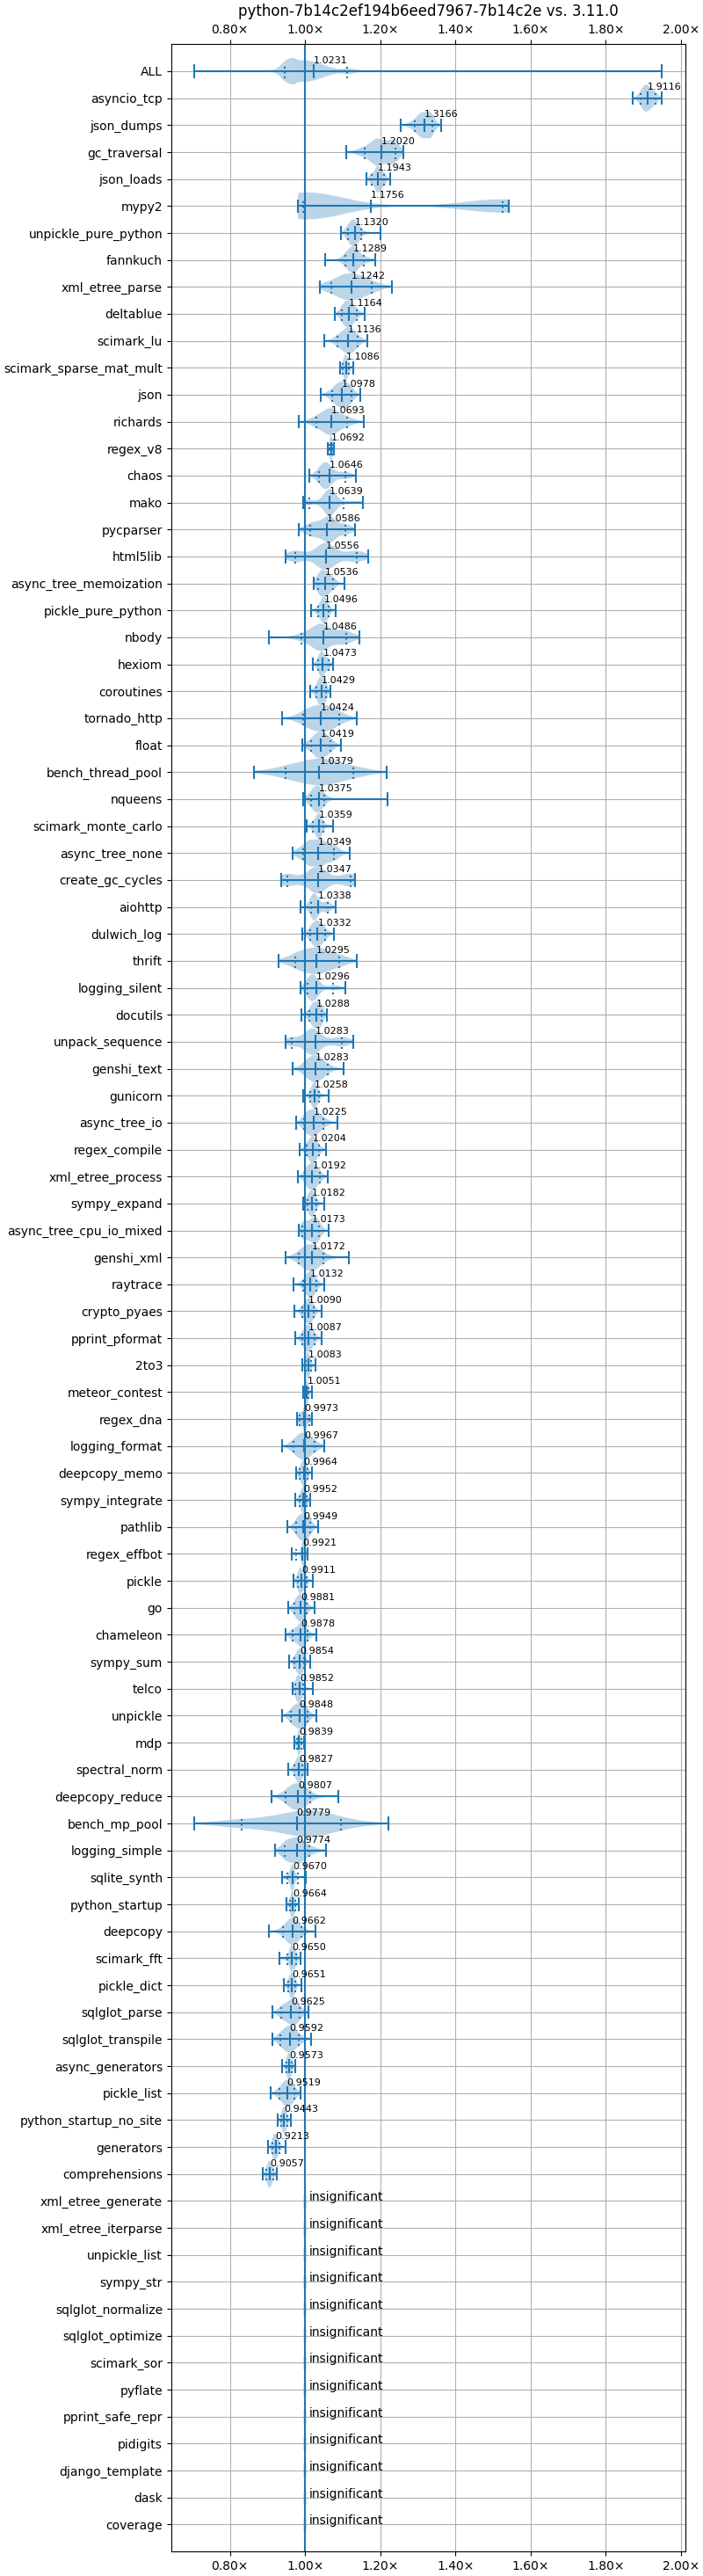 python-7b14c2ef194b6eed7967-7b14c2e vs. 3.11.0
0.80× 1.00× 1.20× 1.40× 1.60× 1.80× 2.00×
ALL 1.0231
asyncio_tcp 1.9116
json_dumps 1.3166
gc_traversal 1.2020
json_loads 1.1943
mypy2 1.1756
unpickle_pure_python 1.1320
fannkuch 1.1289
xml_etree_parse 1.1242
deltablue 1.1164
scimark_lu 1.1136
scimark_sparse_mat_mult 1.1086
json 1.0978
richards 1.0693
regex_v8 1.0692
chaos 1.0646
mako 1.0639
pycparser 1.0586
html5lib 1.0556
async_tree_memoization 1.0536
pickle_pure_python 1.0496
nbody 1.0486
hexiom 1.0473
coroutines 1.0429
tornado_http 1.0424
float 1.0419
bench_thread_pool 1.0379
nqueens 1.0375
scimark_monte_carlo 1.0359
async_tree_none 1.0349
create_gc_cycles 1.0347
aiohttp 1.0338
dulwich_log 1.0332
thrift 1.0295
logging_silent 1.0296
docutils 1.0288
unpack_sequence 1.0283
genshi_text 1.0283
gunicorn 1.0258
async_tree_io 1.0225
regex_compile 1.0204
xml_etree_process 1.0192
sympy_expand 1.0182
async_tree_cpu_io_mixed 1.0173
genshi_xml 1.0172
raytrace 1.0132
crypto_pyaes 1.0090
pprint_pformat 1.0087
2to3 1.0083
meteor_contest 1.0051
regex_dna 0.9973
logging_format 0.9967
deepcopy_memo 0.9964
sympy_integrate 0.9952
pathlib 0.9949
regex_effbot 0.9921
pickle 0.9911
go 0.9881
chameleon 0.9878
sympy_sum 0.9854
telco 0.9852
unpickle 0.9848
mdp 0.9839
spectral_norm 0.9827
deepcopy_reduce 0.9807
bench_mp_pool 0.9779
logging_simple 0.9774
sqlite_synth 0.9670
python_startup 0.9664
deepcopy 0.9662
scimark_fft 0.9650
pickle_dict 0.9651
sqlglot_parse 0.9625
sqlglot_transpile 0.9592
async_generators 0.9573
pickle_list 0.9519
python_startup_no_site 0.9443
generators 0.9213
comprehensions 0.9057
xml_etree_generate insignificant
xml_etree_iterparse insignificant
unpickle_list insignificant
sympy_str insignificant
sqlglot_normalize insignificant
sqlglot_optimize insignificant
scimark_sor insignificant
pyflate insignificant
pprint_safe_repr insignificant
pidigits insignificant
django_template insignificant
dask insignificant
coverage insignificant
0.80× 1.00× 1.20× 1.40× 1.60× 1.80× 2.00×